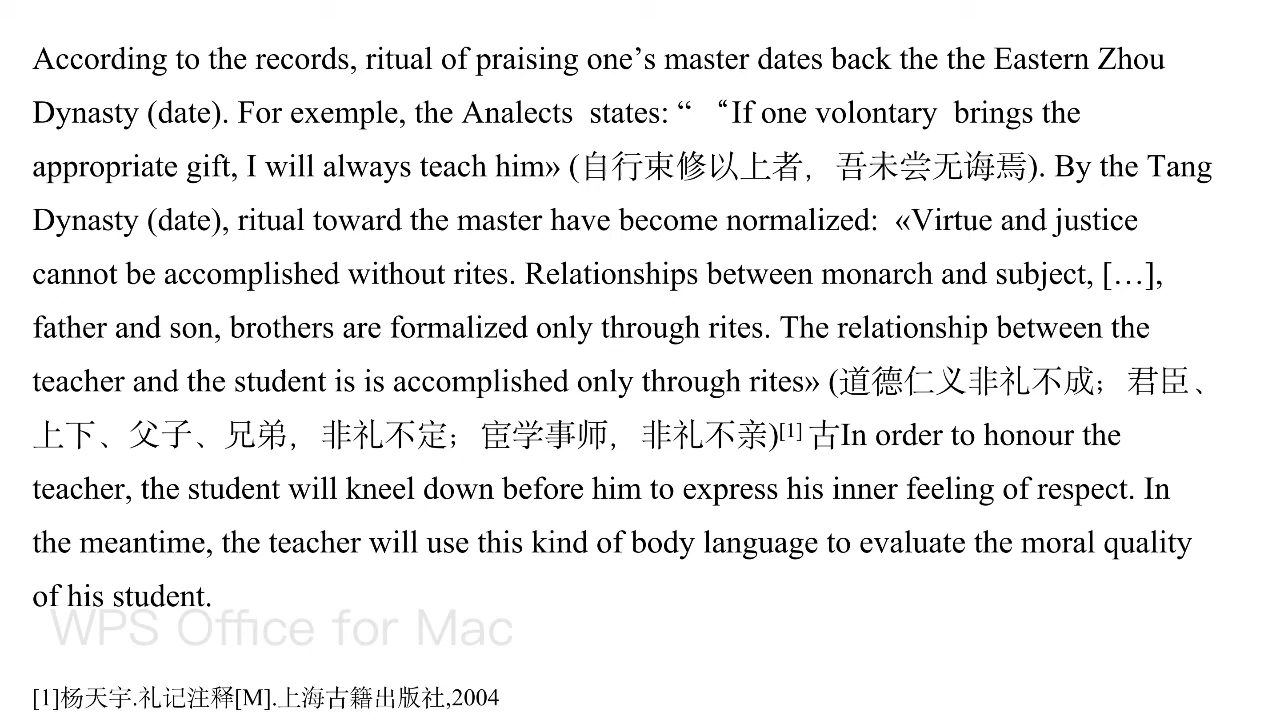 According to the records, ritual of praising one’s master dates back the the Eastern Zhou
Dynasty (date). For exemple, the Analects  states: “ “If one volontary  brings the
appropriate gift, I will always teach him» (自行束修以上者，吾未尝无诲焉). By the Tang
Dynasty (date), ritual toward the master have become normalized:  «Virtue and justice
cannot be accomplished without rites. Relationships between monarch and subject, […],
father and son, brothers are formalized only through rites. The relationship between the
teacher and the student is is accomplished only through rites» (道德仁义非礼不成；君臣、
上下、父子、兄弟，非礼不定；宦学事师，非礼不亲)[1] 古In order to honour the
teacher, the student will kneel down before him to express his inner feeling of respect. In
the meantime, the teacher will use this kind of body language to evaluate the moral quality
of his student.
WPS Office for Mac
[1]杨天宇.礼记注释[M].上海古籍出版社,2004